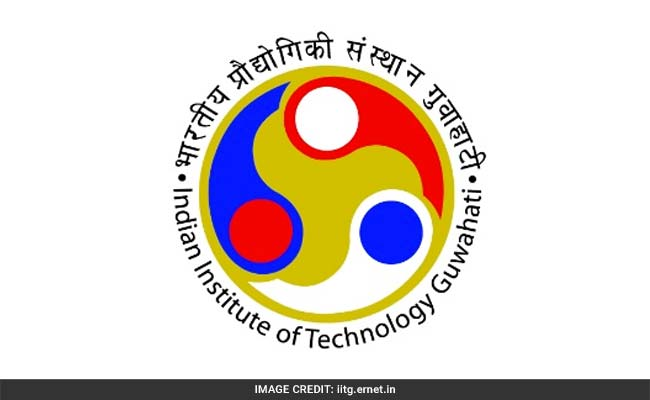 भारतीय प्रौद्योगिकी संस्थान गुवाहाटी
• Indian Institute of Technology Guwahati •
IMAGE CREDIT: iitg.ernet.in